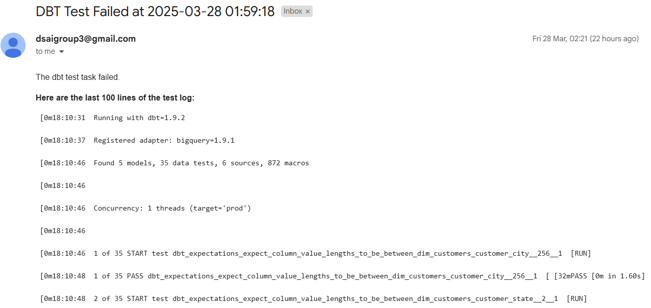 DBT Test Failed at 2025-03-28 01:59:18 Inbox ×
dsaigroup3@gmail.com Fri 28 Mar, 02:21 (22 hours ago)
to me
The dbt test task failed.
Here are the last 100 lines of the test log:
[0m18:10:31 Running with dbt=1.9.2
[0m18:10:37 Registered adapter: bigquery=1.9.1
[0m18:10:46 Found 5 models, 35 data tests, 6 sources, 872 macros
[0m18:10:46
[0m18:10:46 Concurrency: 1 threads (target='prod')
[0m18:10:46
[0m18:10:46 1 of 35 START test dbt_expectations_expect_column_value_lengths_to_be_between_dim_customers_customer_city__256__1 [RUN]
[0m18:10:48 1 of 35 PASS dbt_expectations_expect_column_value_lengths_to_be_between_dim_customers_customer_city__256__1 [ [32mPASS [0m in 1.60s]
[0m18:10:48 2 of 35 START test dbt_expectations_expect_column_value_lengths_to_be_between_dim_customers_customer_state__2__1 [RUN]